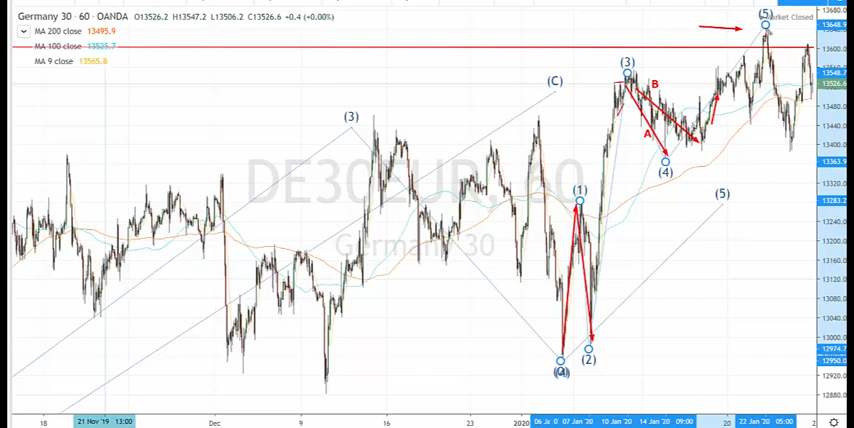 Germany 30 · 60 · OANDA O13526.2 H13547.2 L13506.2 C13526.6 +0.4 (+0.00%)
MA 200 close 13495.9
MA 100 close 13525.7
MA 9 close 13565.8
Market Closed
DE30EUR, 60
Germany 30
(3)
(C)
(3)
(1)
(2)
B
A
(4)
(5)
(5)
13680.0
13648.9
13600.0
13548.7
13526.6
13480.0
13440.0
13400.0
13363.9
13320.0
13283.2
13240.0
13200.0
13160.0
13120.0
13080.0
13040.0
13000.0
12974.7
12950.0
12920.0
12880.0
18
21 Nov '19 13:00
Dec
9
16
23
2020
07 Jan '20
10 Jan '20
14 Jan '20 09:00
20
22 Jan '20 05:00